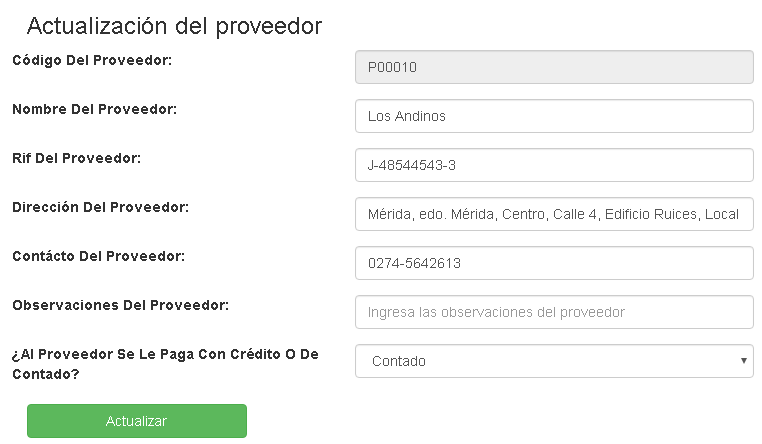 Actualización del proveedor
Código Del Proveedor:
P00010
Nombre Del Proveedor:
Los Andinos
Rif Del Proveedor:
J-48544543-3
Dirección Del Proveedor:
Mérida, edo. Mérida, Centro, Calle 4, Edificio Ruices, Local
Contácto Del Proveedor:
0274-5642613
Observaciones Del Proveedor:
Ingresa las observaciones del proveedor
¿Al Proveedor Se Le Paga Con Crédito O De
Contado?
Contado
Actualizar